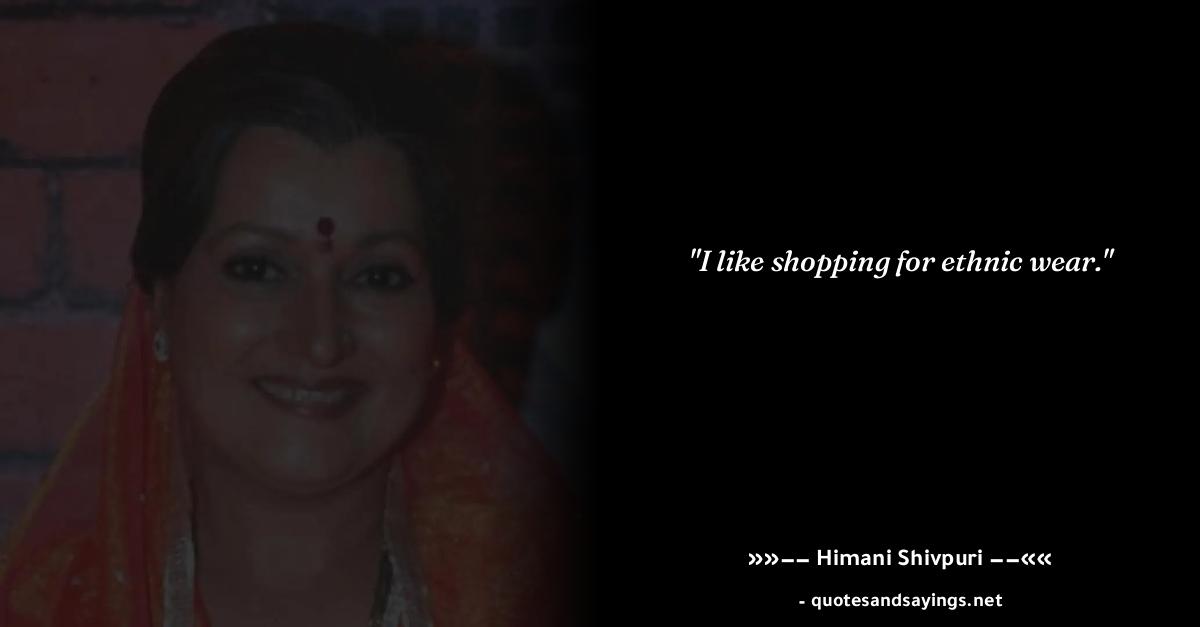 "I like shopping for ethnic wear."
»»−− Himani Shivpuri −−««
- quotesandsayings.net